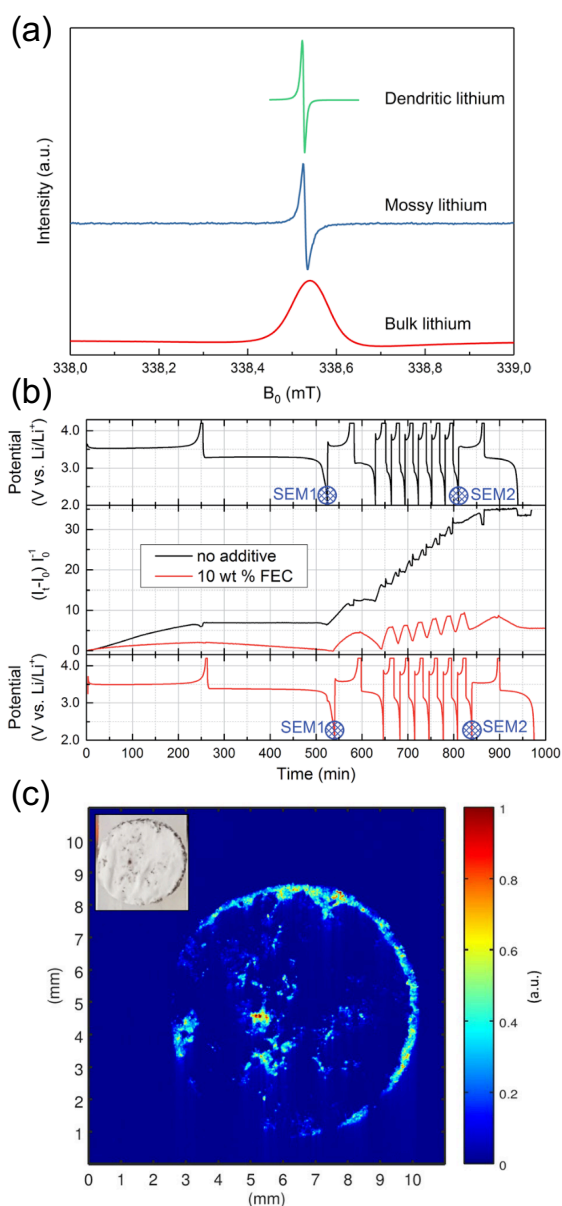 (a)
Intensity (a.u.)
Dendritic lithium
Mossy lithium
Bulk lithium
338,0 338,2 338,4 338,6 338,8 339,0
B₀ (mT)
(b)
Potential
(V vs. Li/Li⁺)
4.0
3.0
2.0
SEM1 SEM2
(Iₜ-I₀) I₀⁻¹
30
20
10
0
no additive
10 wt % FEC
Potential
(V vs. Li/Li⁺)
4.0
3.0
2.0
SEM1 SEM2
0 100 200 300 400 500 600 700 800 900 1000
Time (min)
(c)
(mm)
11
10
9
8
7
6
5
4
3
2
1
0 1 2 3 4 5 6 7 8 9 10
(mm)
1
0.8
0.6
0.4
0.2
0
(a.u.)